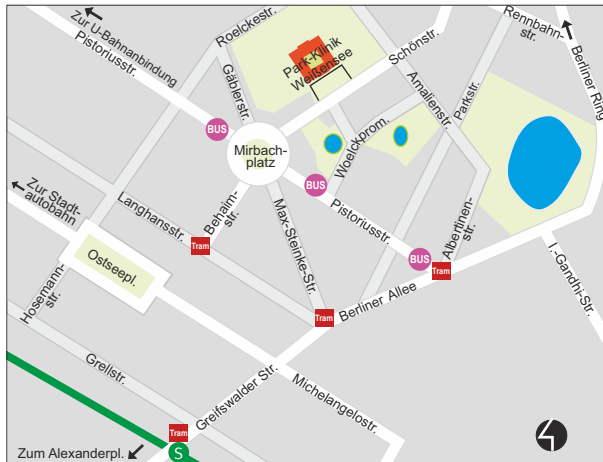 Zur U-Bahnanbindung
Pistoriusstr.
Roelckestr.
Gäblerstr.
Park-Klinik
Weißensee
Schönstr.
Rennbahn-
str.
Berliner Ring
Amalienstr.
Parkstr.
BUS
Mirbach-
platz
Woelckprom.
BUS
Zur Stadt-
autobahn
Langhansstr.
Behaim-
str.
Tram
Max-Steinke-Str.
Pistoriusstr.
BUS
Albertinen-
str.
Tram
Ostseepl.
Hosemann-
str.
Tram
Berliner Allee
I.-Gandhi-Str.
Grellstr.
Greifswalder Str.
Michelangelostr.
Tram
S
Zum Alexanderpl.